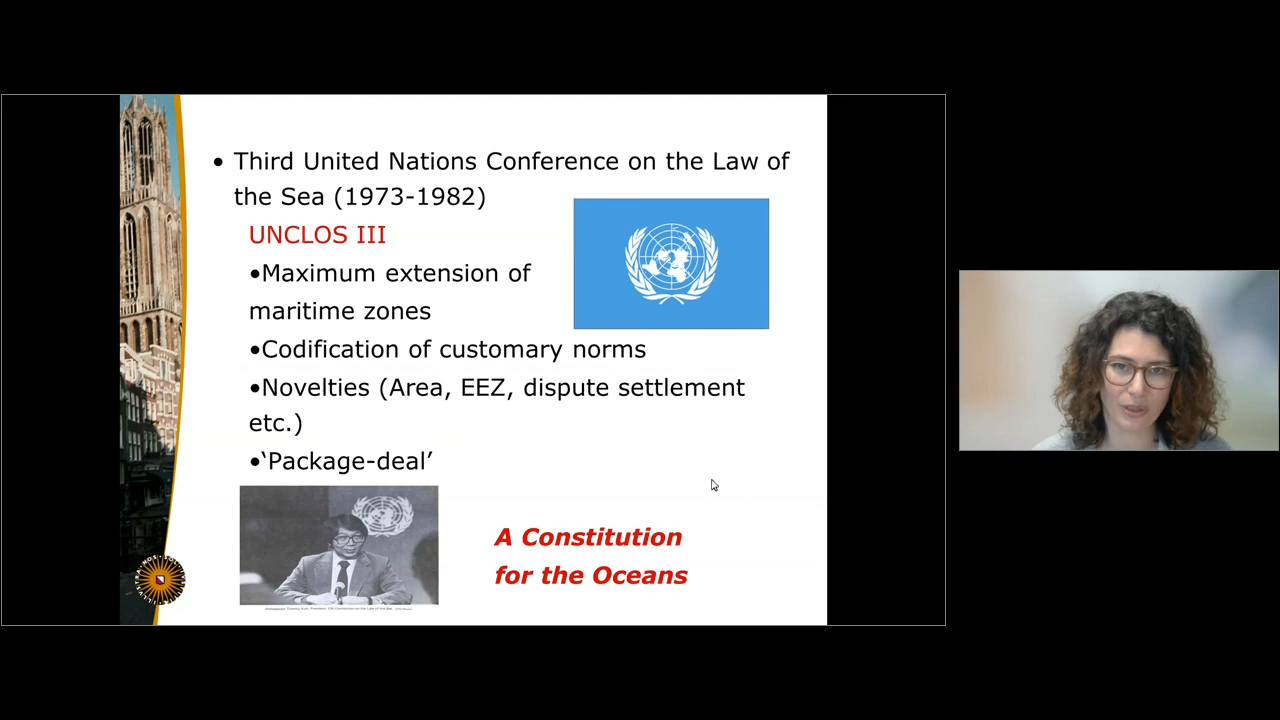 • Third United Nations Conference on the Law of
the Sea (1973-1982)
UNCLOS III
•Maximum extension of
maritime zones
•Codification of customary norms
•Novelties (Area, EEZ, dispute settlement
etc.)
•‘Package-deal’
A Constitution
for the Oceans